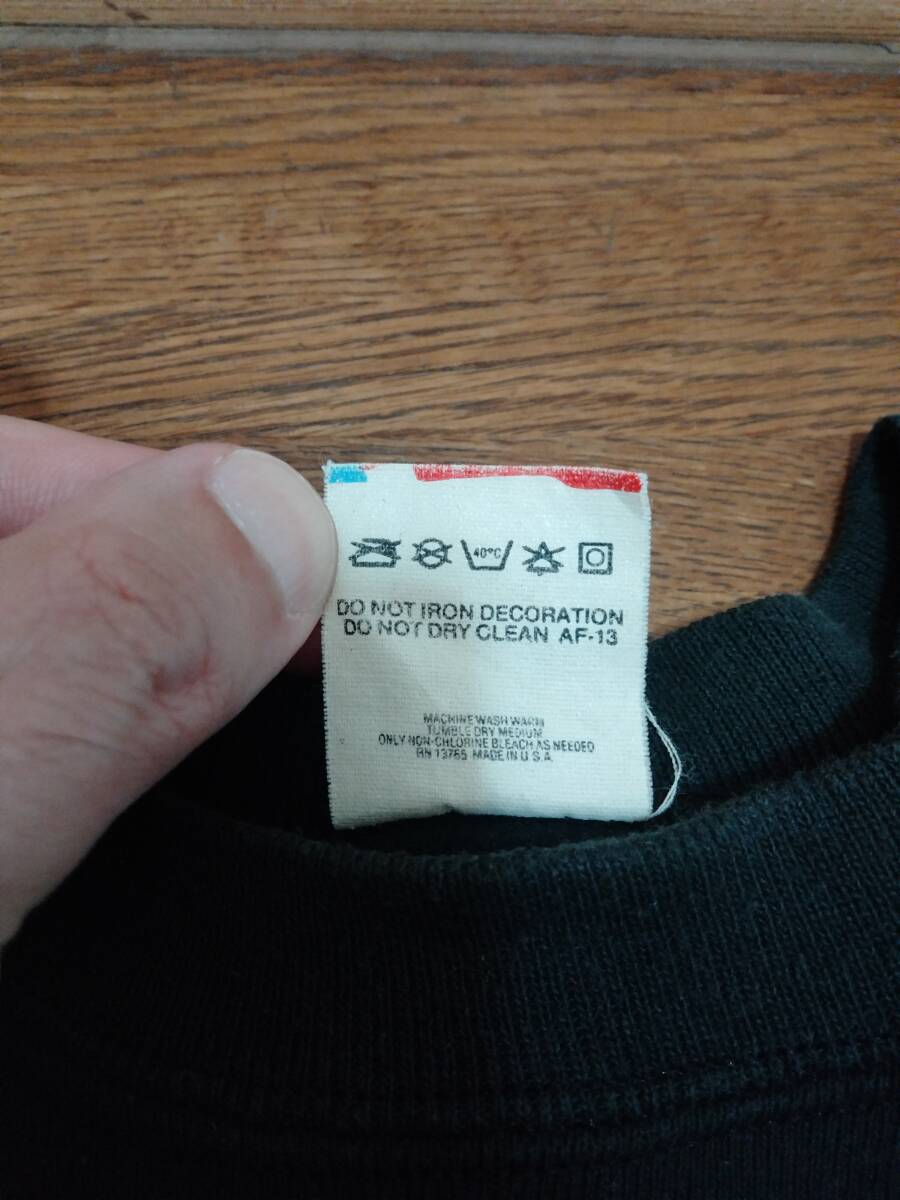 40°C
DO NOT IRON DECORATION
DO NOT DRY CLEAN AF-13
MACHINE WASH WARM
TUMBLE DRY MEDIUM
ONLY NON-CHLORINE BLEACH AS NEEDED
RN 13765 MADE IN U.S.A.